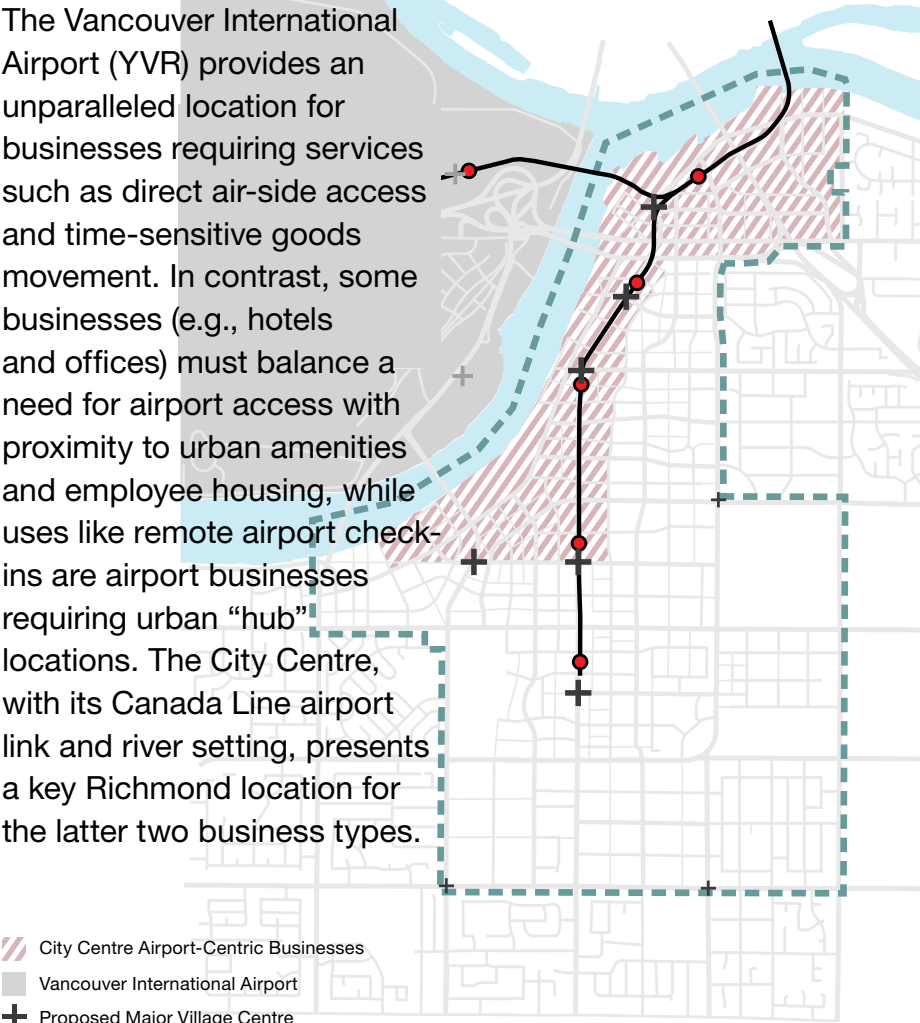 The Vancouver International
Airport (YVR) provides an
unparalleled location for
businesses requiring services
such as direct air-side access
and time-sensitive goods
movement. In contrast, some
businesses (e.g., hotels
and offices) must balance a
need for airport access with
proximity to urban amenities
and employee housing, while
uses like remote airport check-
ins are airport businesses
requiring urban “hub”
locations. The City Centre,
with its Canada Line airport
link and river setting, presents
a key Richmond location for
the latter two business types.
City Centre Airport-Centric Businesses
Vancouver International Airport
Proposed Major Village Centre